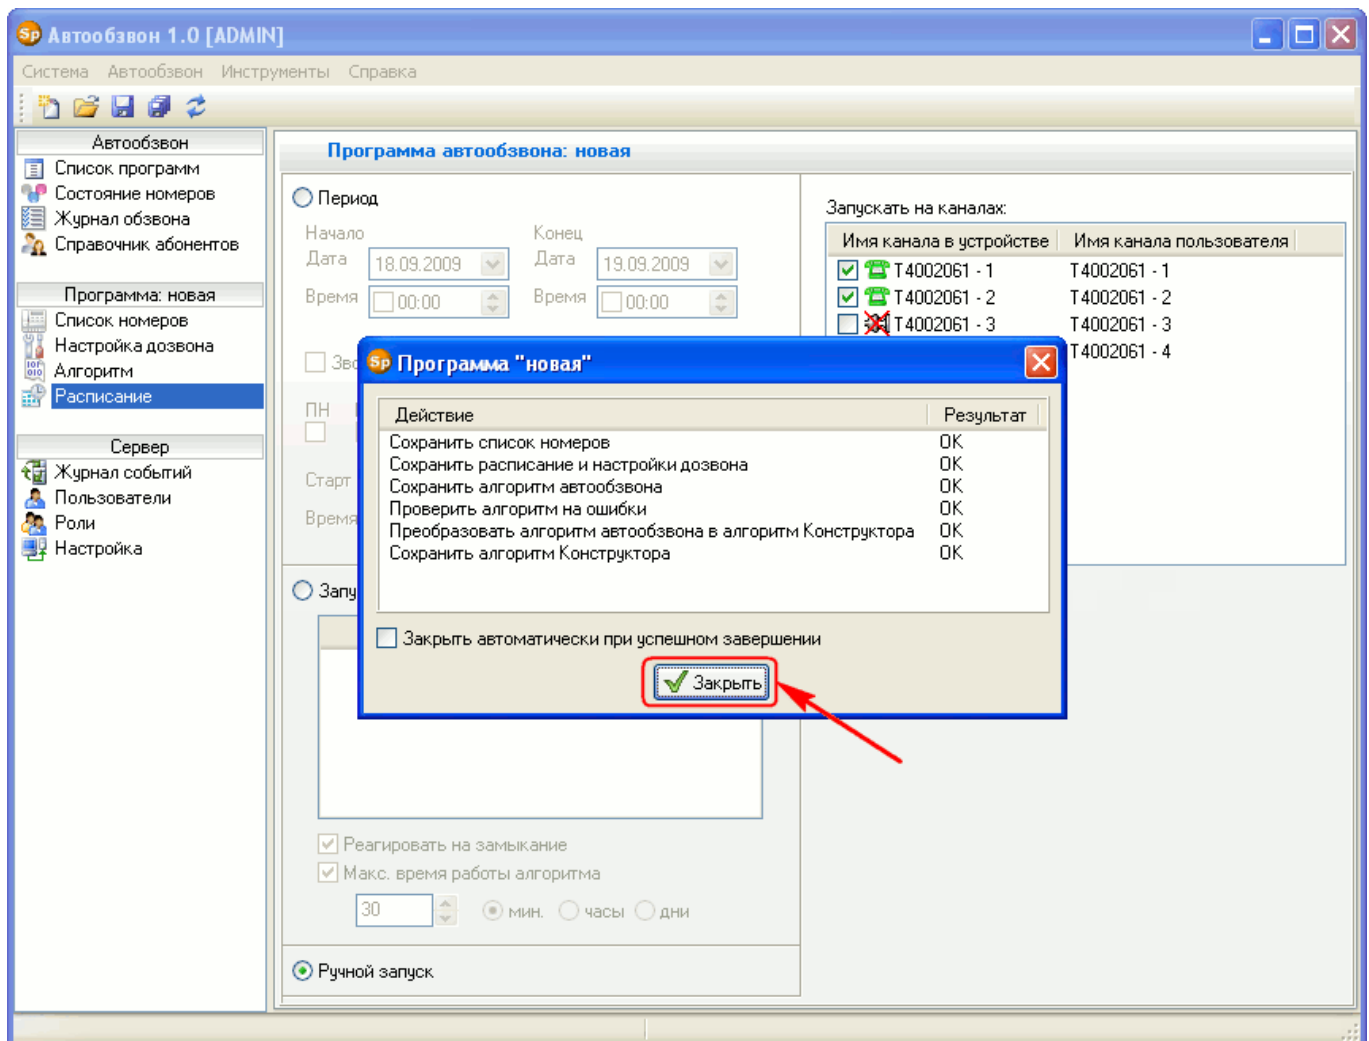 Sp Автообзвон 1.0 [ADMIN]
Система Автообзвон Инструменты Справка
Автообзвон
Список программ
Состояние номеров
Журнал обзвона
Справочник абонентов
Программа: новая
Список номеров
Настройка дозвона
Алгоритм
Расписание
Сервер
Журнал событий
Пользователи
Роли
Настройка
Программа автообзвона: новая
Период
Начало Конец
Дата 18.09.2009 Дата 19.09.2009
Время 00:00 Время 00:00
ПН
Старт
Время
Запускать на каналах:
Имя канала в устройстве Имя канала пользователя
T4002061 - 1 T4002061 - 1
T4002061 - 2 T4002061 - 2
T4002061 - 3 T4002061 - 3
T4002061 - 4
Sp Программа "новая"
Действие Результат
Сохранить список номеров OK
Сохранить расписание и настройки дозвона OK
Сохранить алгоритм автообзвона OK
Проверить алгоритм на ошибки OK
Преобразовать алгоритм автообзвона в алгоритм Конструктора OK
Сохранить алгоритм Конструктора OK
Закрыть автоматически при успешном завершении
Закрыть
Реагировать на замыкание
Макс. время работы алгоритма
30 мин. часы дни
Ручной запуск